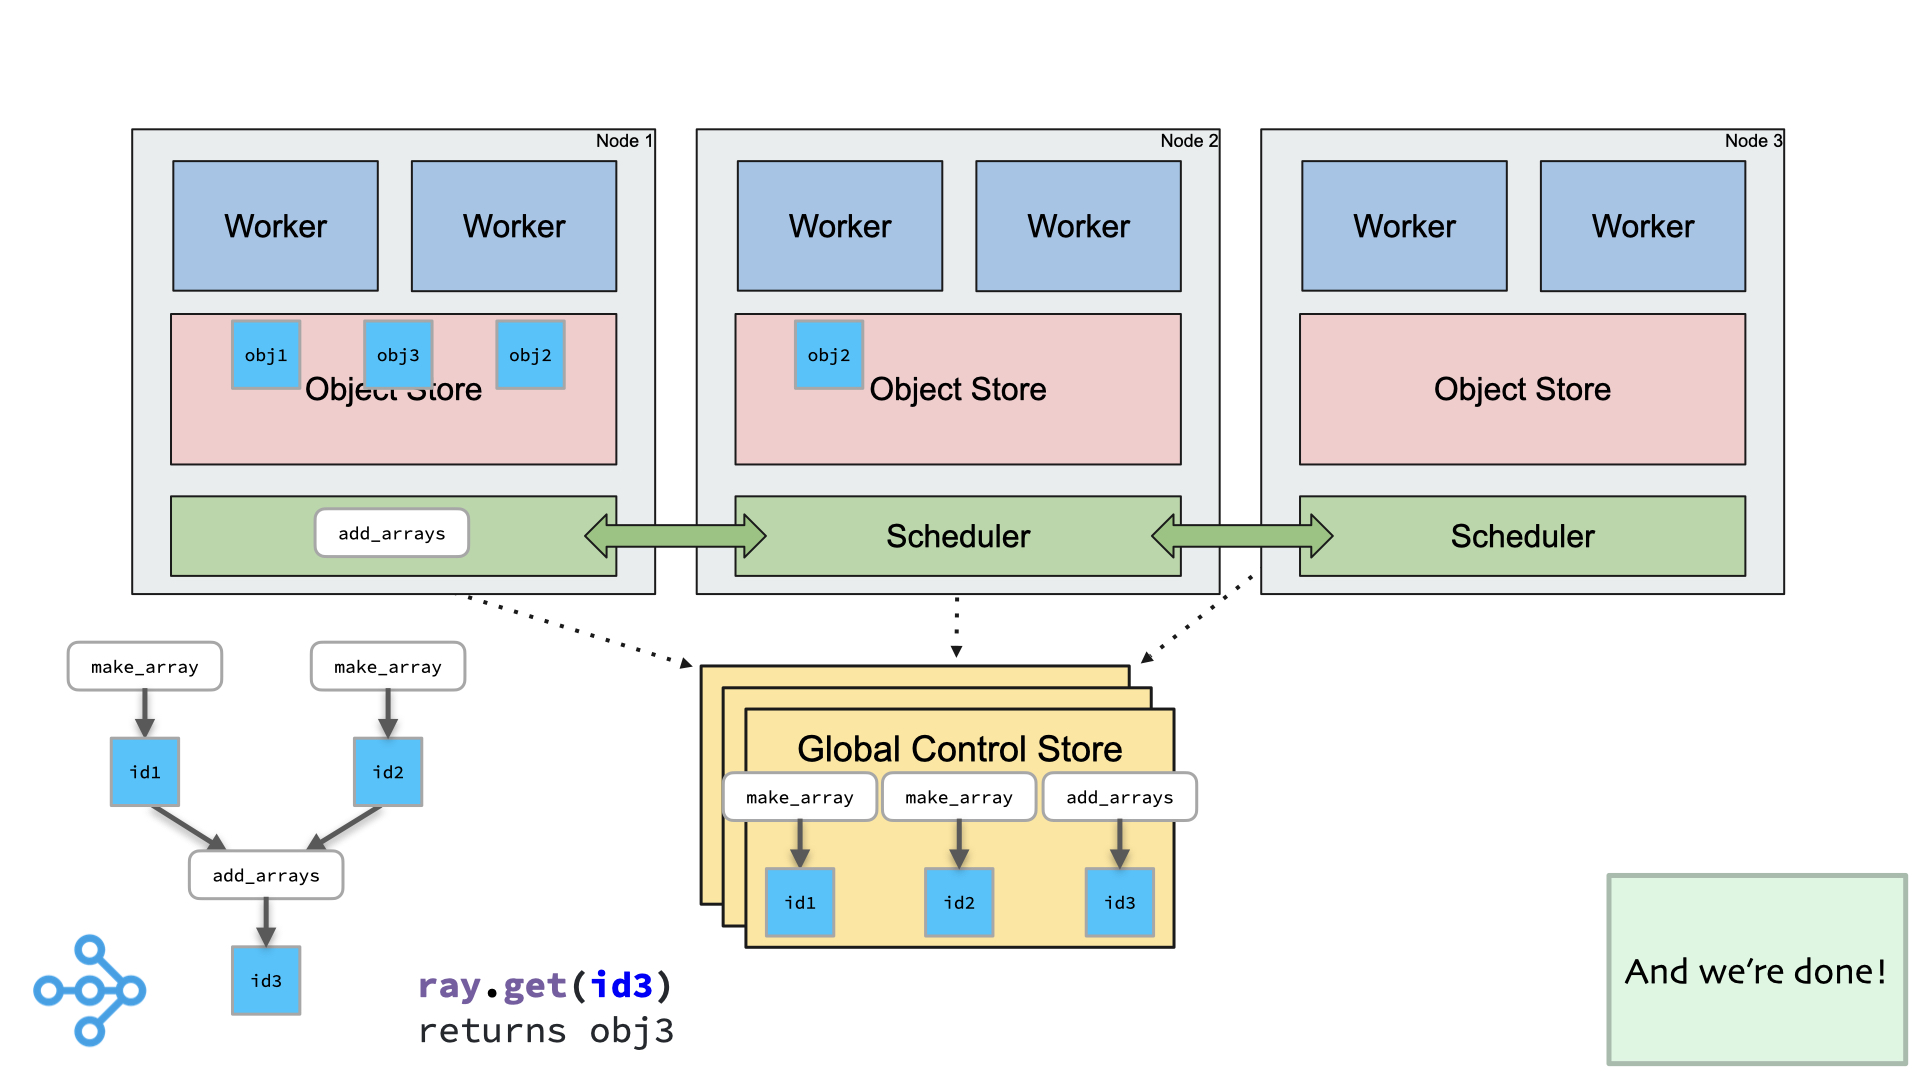 Node 1
Node 2
Node 3
Worker
Worker
Worker
Worker
Worker
Worker
obj1
obj3
obj2
Object Store
obj2
Object Store
Object Store
add_arrays
Scheduler
Scheduler
make_array
make_array
id1
id2
add_arrays
id3
Global Control Store
make_array
make_array
add_arrays
id1
id2
id3
ray.get(id3)
returns obj3
And we're done!